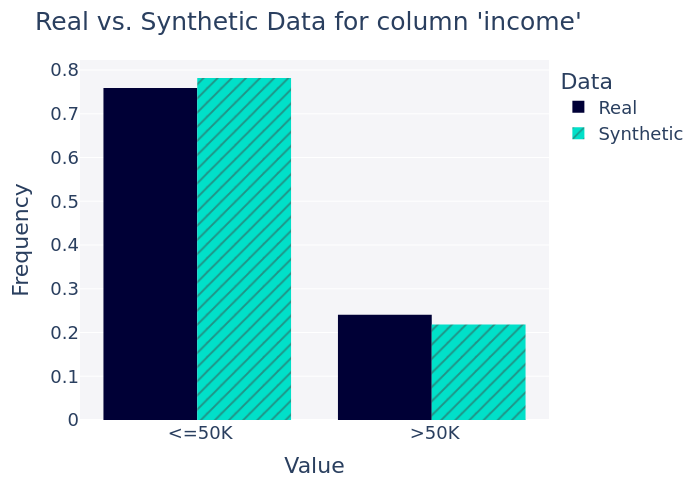 Real vs. Synthetic Data for column 'income'
Data
Real
Synthetic
Frequency
0.8
0.7
0.6
0.5
0.4
0.3
0.2
0.1
0
<=50K
>50K
Value